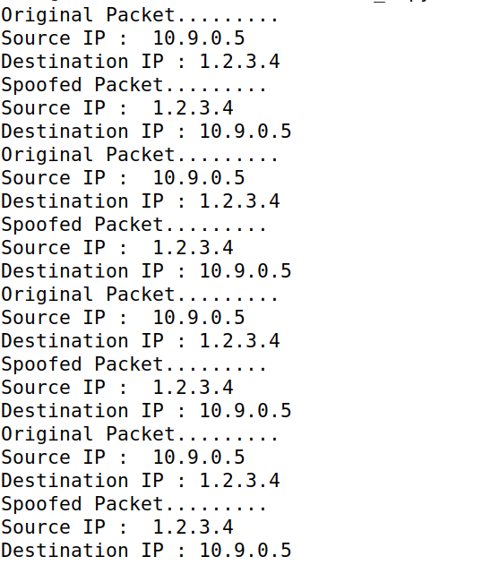 Original Packet.........
Source IP :  10.9.0.5
Destination IP : 1.2.3.4
Spoofed Packet.........
Source IP :  1.2.3.4
Destination IP : 10.9.0.5
Original Packet.........
Source IP :  10.9.0.5
Destination IP : 1.2.3.4
Spoofed Packet.........
Source IP :  1.2.3.4
Destination IP : 10.9.0.5
Original Packet.........
Source IP :  10.9.0.5
Destination IP : 1.2.3.4
Spoofed Packet.........
Source IP :  1.2.3.4
Destination IP : 10.9.0.5
Original Packet.........
Source IP :  10.9.0.5
Destination IP : 1.2.3.4
Spoofed Packet.........
Source IP :  1.2.3.4
Destination IP : 10.9.0.5